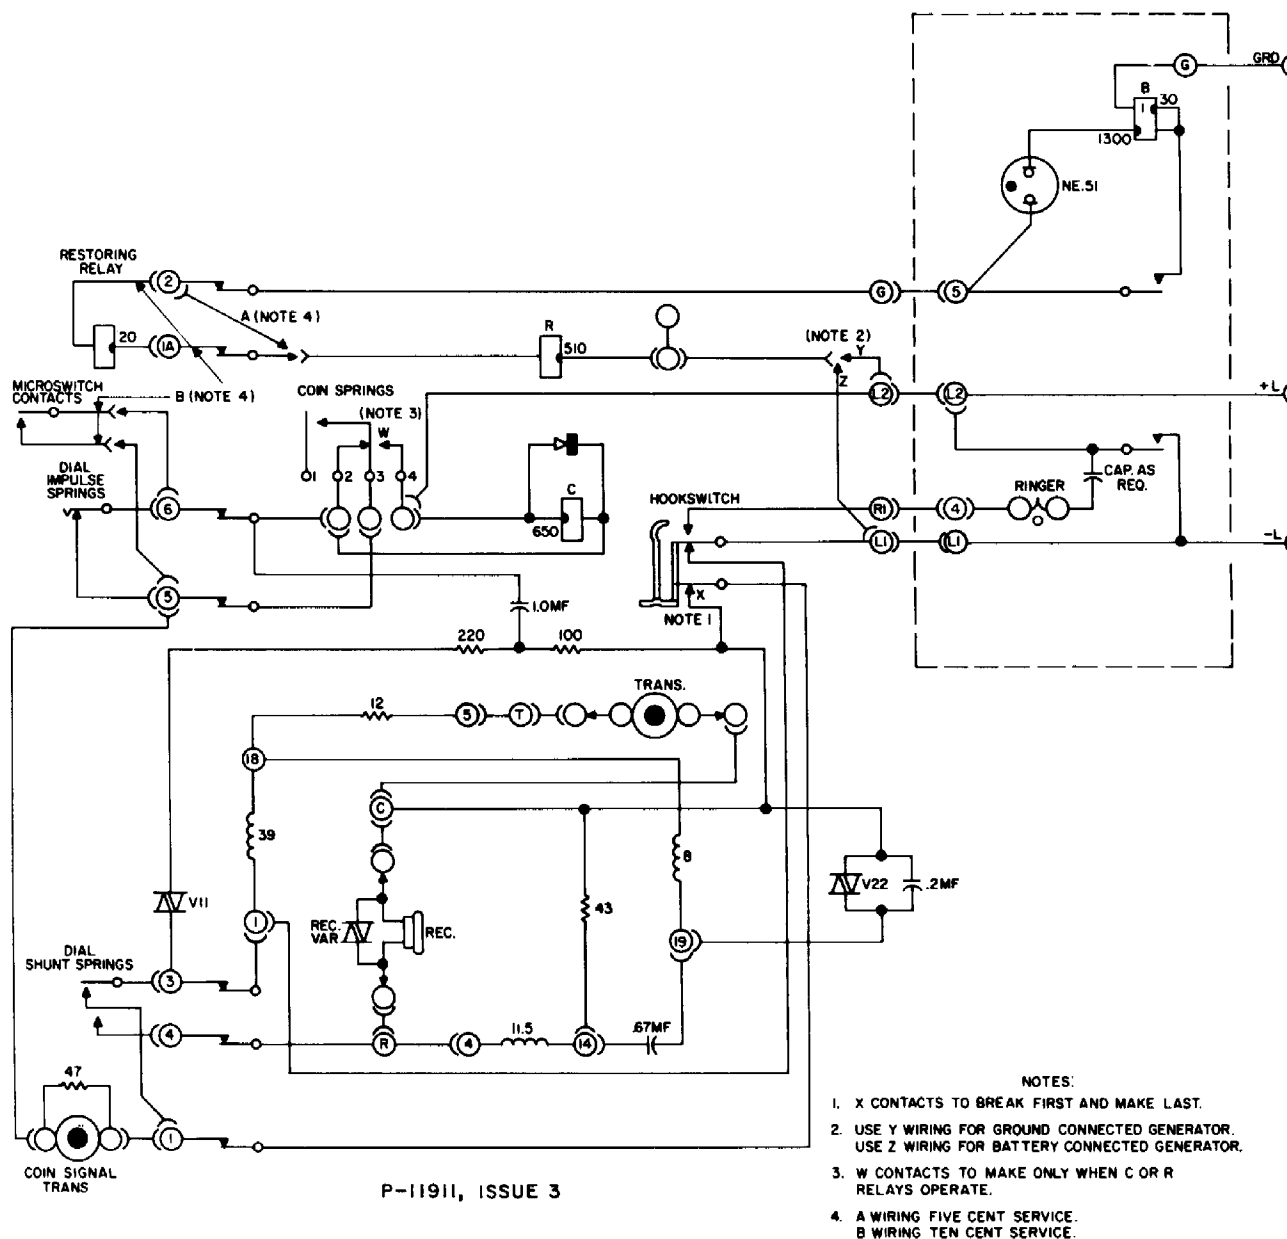 G
GRD
B
1
30
1300
NE.51
RESTORING
RELAY
2
A (NOTE 4)
G
5
20
1A
R
510
(NOTE 2)
Y
Z
MICROSWITCH
CONTACTS
B (NOTE 4)
COIN SPRINGS
(NOTE 3)
W
L2
L2
+L
1
2
3
4
DIAL
IMPULSE
SPRINGS
6
C
650
HOOKSWITCH
R1
4
RINGER
CAP. AS
REQ.
L1
L1
-L
5
1.0MF
X
NOTE 1
220
100
TRANS.
12
5
T
18
C
39
8
V11
43
V22
.2MF
REC.
VAR
REC.
1
19
DIAL
SHUNT SPRINGS
3
4
R
4
11.5
14
.67MF
47
1
COIN SIGNAL
TRANS
P-11911, ISSUE 3
NOTES:
1. X CONTACTS TO BREAK FIRST AND MAKE LAST.
2. USE Y WIRING FOR GROUND CONNECTED GENERATOR.
USE Z WIRING FOR BATTERY CONNECTED GENERATOR.
3. W CONTACTS TO MAKE ONLY WHEN C OR R
RELAYS OPERATE.
4. A WIRING FIVE CENT SERVICE.
B WIRING TEN CENT SERVICE.